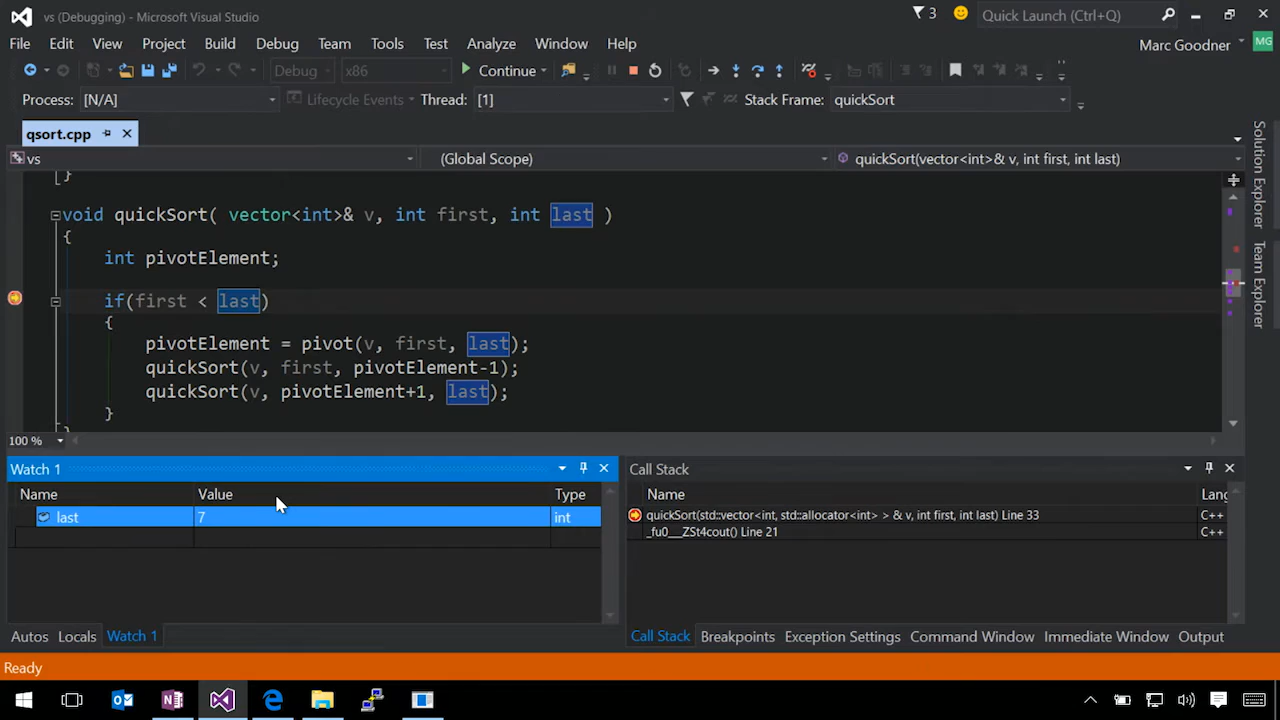 vs (Debugging) - Microsoft Visual Studio
3
Quick Launch (Ctrl+Q)
File Edit View Project Build Debug Team Tools Test Analyze Window Help
Marc Goodner
MG
Debug x86 Continue
Process: [N/A] Lifecycle Events Thread: [1] Stack Frame: quickSort
qsort.cpp
vs (Global Scope) quickSort(vector<int>& v, int first, int last)
}
void quickSort( vector<int>& v, int first, int last )
{
int pivotElement;
if(first < last)
{
pivotElement = pivot(v, first, last);
quickSort(v, first, pivotElement-1);
quickSort(v, pivotElement+1, last);
}
}
100 %
Solution Explorer
Team Explorer
Watch 1
Name Value Type
last 7 int
Autos Locals Watch 1
Call Stack
Name Lang
quickSort(std::vector<int, std::allocator<int> > & v, int first, int last) Line 33 C++
_fu0___ZSt4cout() Line 21 C++
Call Stack Breakpoints Exception Settings Command Window Immediate Window Output
Ready